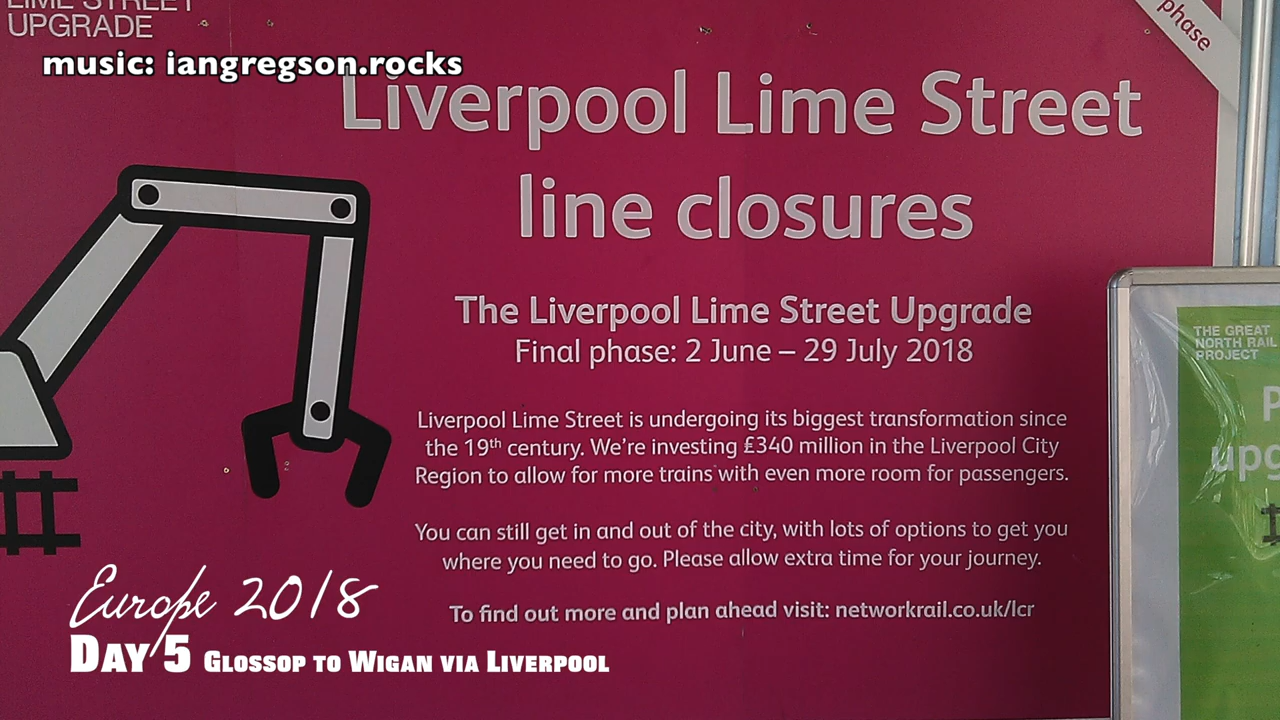 LIME STREET
UPGRADE
music: iangregson.rocks
phase
Liverpool Lime Street
line closures
The Liverpool Lime Street Upgrade
Final phase: 2 June – 29 July 2018
Liverpool Lime Street is undergoing its biggest transformation since
the 19th century. We're investing £340 million in the Liverpool City
Region to allow for more trains with even more room for passengers.
You can still get in and out of the city, with lots of options to get you
where you need to go. Please allow extra time for your journey.
To find out more and plan ahead visit: networkrail.co.uk/lcr
THE GREAT
NORTH RAIL
PROJECT
Europe 2018
DAY 5 GLOSSOP TO WIGAN VIA LIVERPOOL